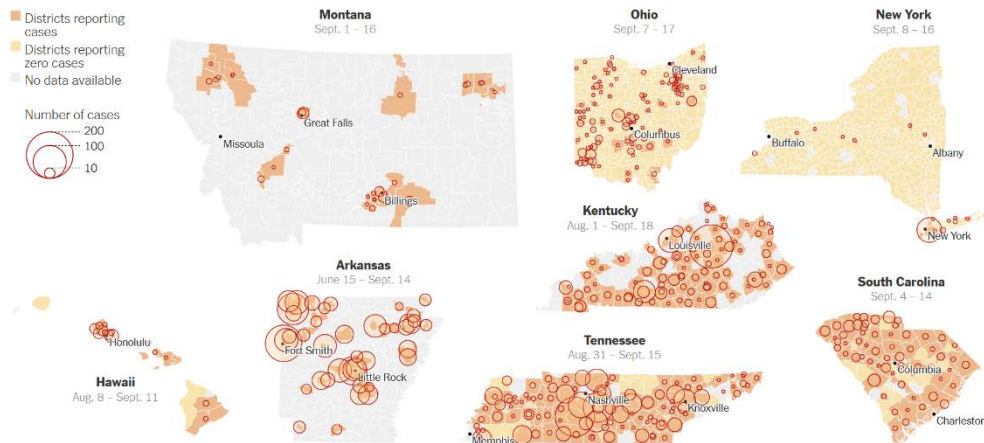 Districts reporting
cases
Districts reporting
zero cases
No data available
Number of cases
200
100
10
Montana
Sept. 1 – 16
Great Falls
Missoula
Billings
Ohio
Sept. 7 – 17
Cleveland
Columbus
New York
Sept. 8 – 16
Buffalo
Albany
New York
Kentucky
Aug. 1 – Sept. 18
Louisville
Arkansas
June 15 – Sept. 14
Fort Smith
Little Rock
South Carolina
Sept. 4 – 14
Columbia
Charleston
Honolulu
Hawaii
Aug. 8 – Sept. 11
Tennessee
Aug. 31 – Sept. 15
Nashville
Knoxville
Memphis